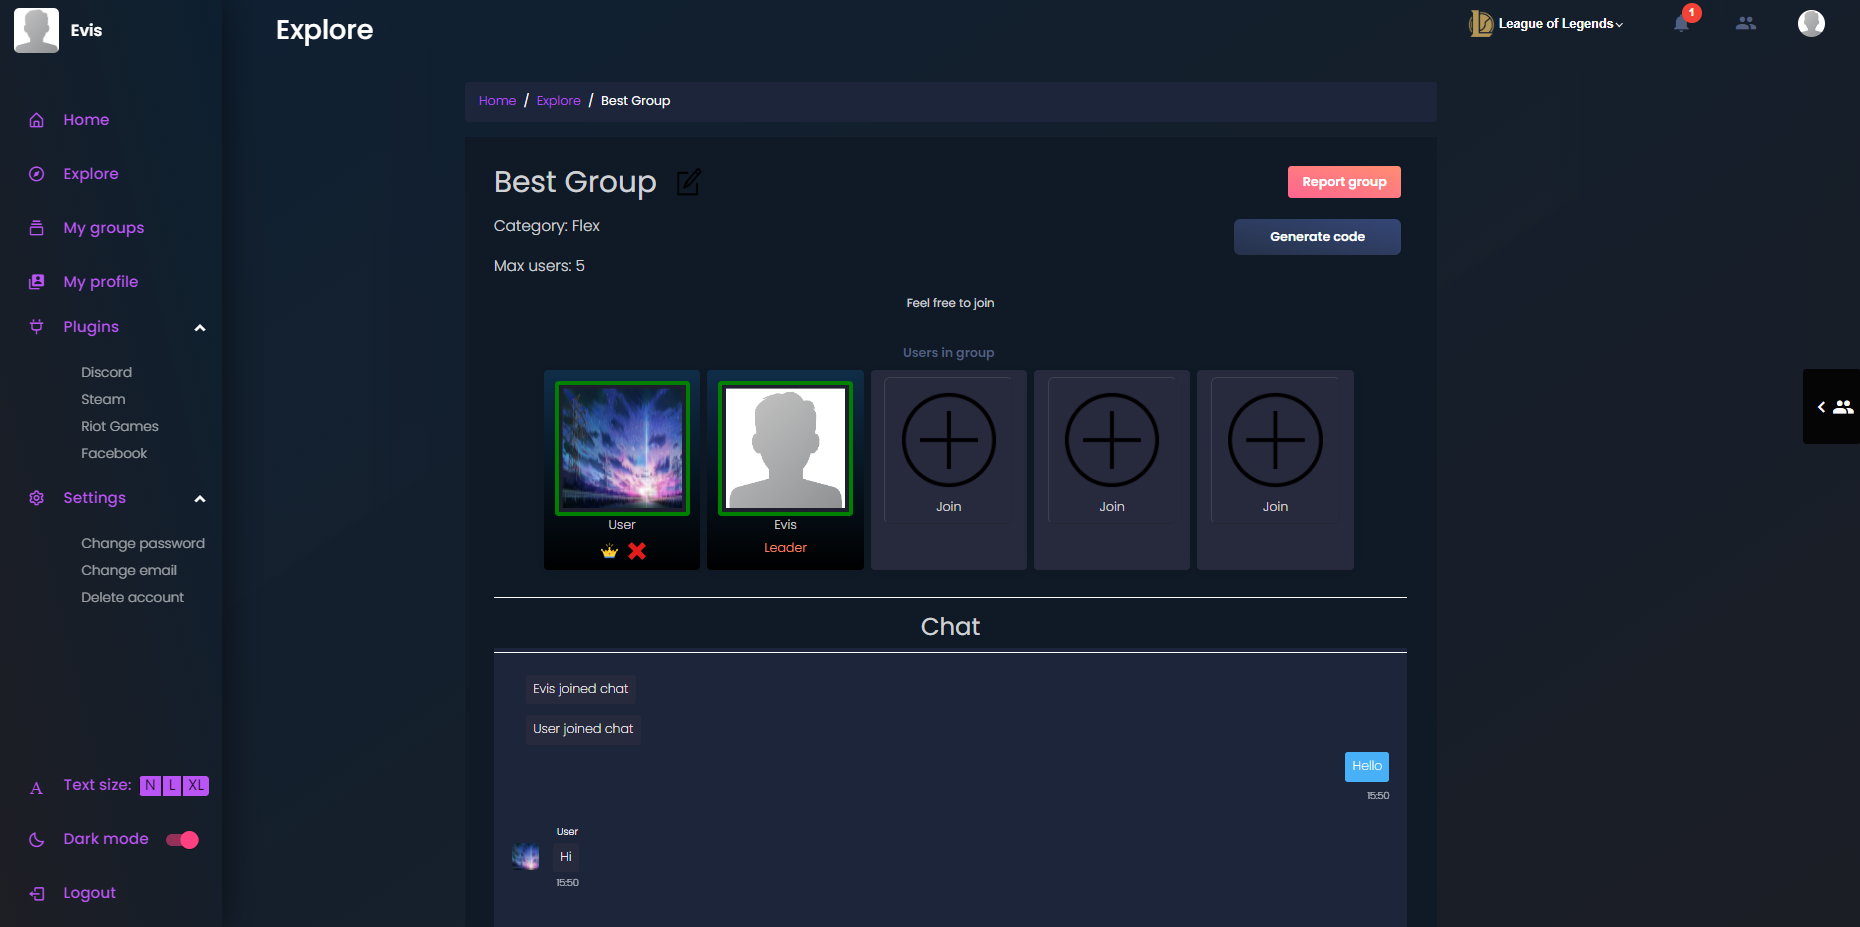 Evis
Explore
League of Legends
1
Home
Explore
My groups
My profile
Plugins
Discord
Steam
Riot Games
Facebook
Settings
Change password
Change email
Delete account
Text size: N L XL
Dark mode
Logout
Home / Explore / Best Group
Best Group
Report group
Category: Flex
Generate code
Max users: 5
Feel free to join
Users in group
User
Evis
Leader
Join
Join
Join
Chat
Evis joined chat
User joined chat
Hello
15:50
User
Hi
15:50